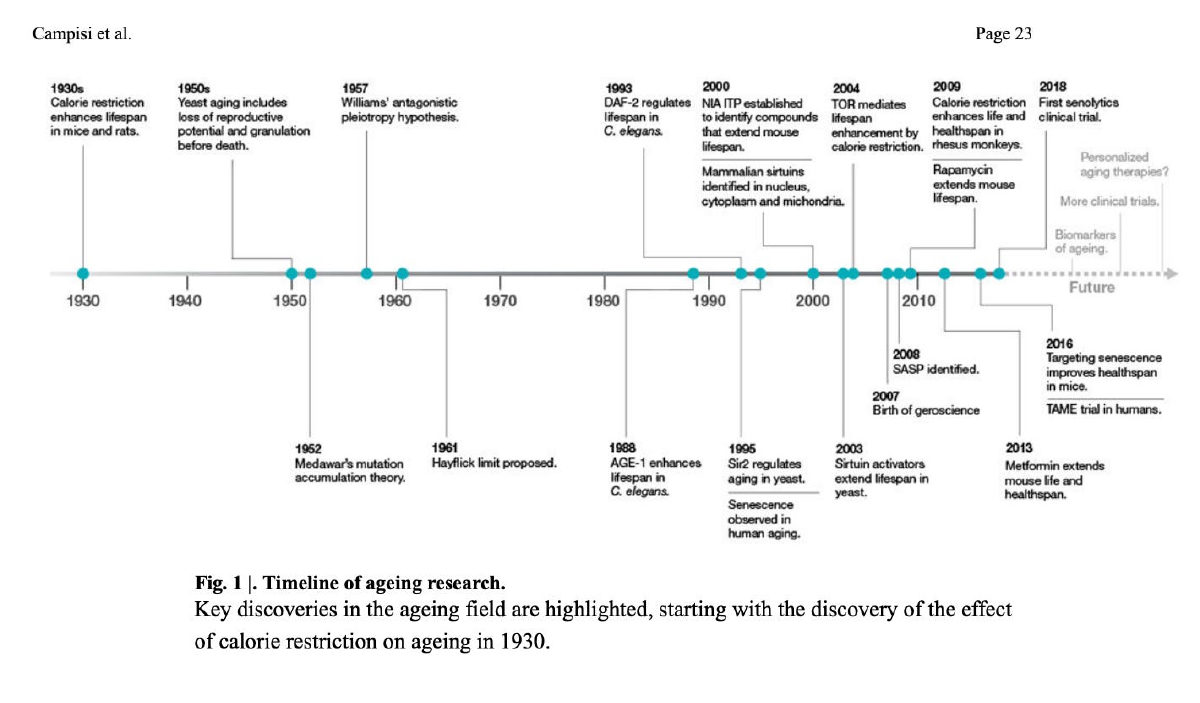 Campisi et al.
Page 23
1930s
Calorie restriction
enhances lifespan
in mice and rats.
1950s
Yeast aging includes
loss of reproductive
potential and granulation
before death.
1957
Williams' antagonistic
pleiotropy hypothesis.
1993
DAF-2 regulates
lifespan in
C. elegans.
2000
NIA ITP established
to identify compounds
that extend mouse
lifespan.
Mammalian sirtuins
identified in nucleus,
cytoplasm and michondria.
2004
TOR mediates
lifespan
enhancement by
calorie restriction.
2009
Calorie restriction
enhances life and
healthspan in
rhesus monkeys.
Rapamycin
extends mouse
lifespan.
2018
First senolytics
clinical trial.
Personalized
aging therapies?
More clinical trials.
Biomarkers
of ageing.
1930
1940
1950
1960
1970
1980
1990
2000
2010
Future
1952
Medawar's mutation
accumulation theory.
1961
Hayflick limit proposed.
1988
AGE-1 enhances
lifespan in
C. elegans.
1995
Sir2 regulates
aging in yeast.
Senescence
observed in
human aging.
2003
Sirtuin activators
extend lifespan in
yeast.
2007
Birth of geroscience
2008
SASP identified.
2013
Metformin extends
mouse life and
healthspan.
2016
Targeting senescence
improves healthspan
in mice.
TAME trial in humans.
Fig. 1 |. Timeline of ageing research.
Key discoveries in the ageing field are highlighted, starting with the discovery of the effect
of calorie restriction on ageing in 1930.